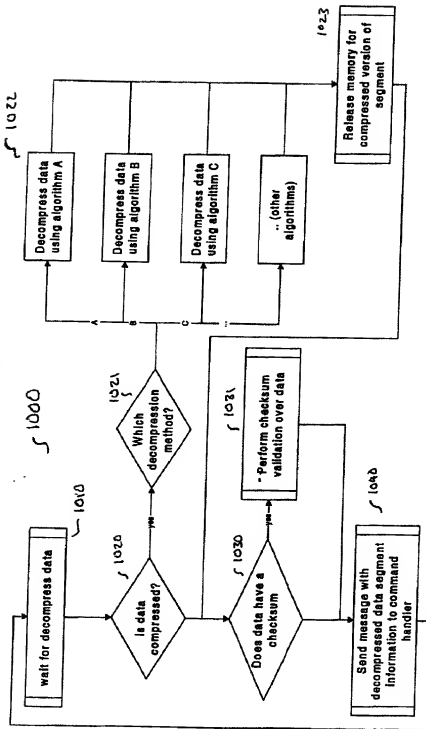 1000
1010
wait for decompress data
1020
Is data
compressed?
yes
1021
Which
decompression
method?
A
B
C
...
1022
Decompress data
using algorithm A
Decompress data
using algorithm B
Decompress data
using algorithm C
.. (other
algorithms)
1023
Release memory for
compressed version of
segment
1030
Does data have a
checksum
yes
1031
- Perform checksum
validation over data
1040
Send message with
decompressed data segment
information to command
handler